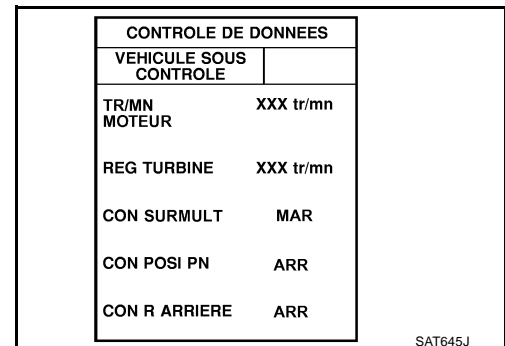 CONTROLE DE DONNEES
VEHICULE SOUS
CONTROLE
TR/MN XXX tr/mn
MOTEUR
REG TURBINE XXX tr/mn
CON SURMULT MAR
CON POSI PN ARR
CON R ARRIERE ARR
SAT645J